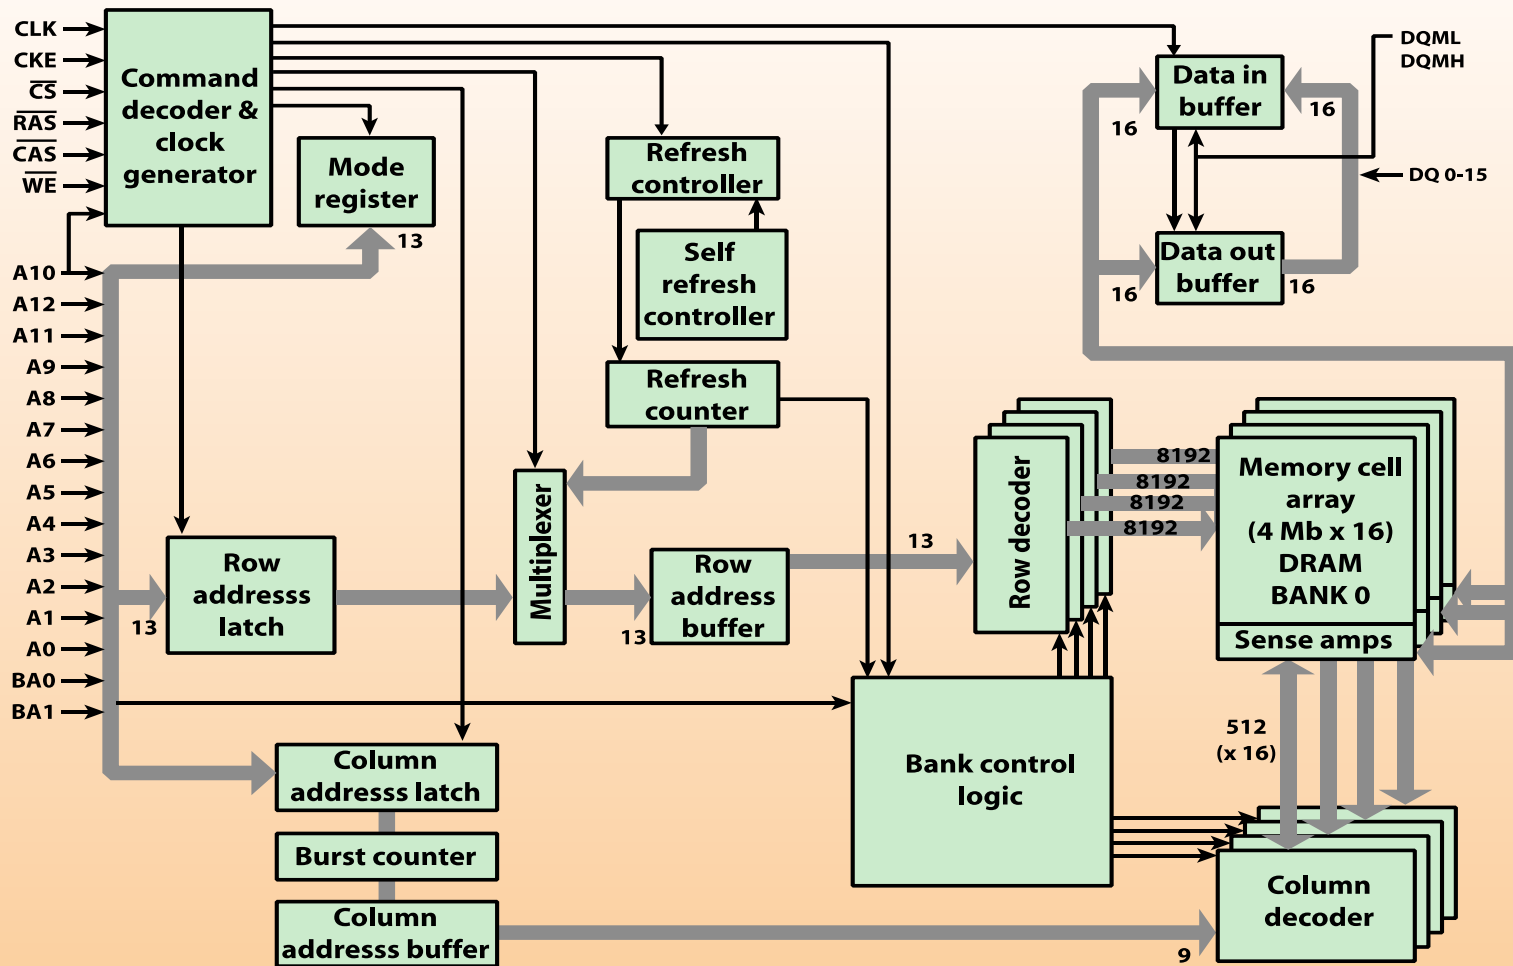 CLK
CKE
CS
RAS
CAS
WE
A10
A12
A11
A9
A8
A7
A6
A5
A4
A3
A2
A1
A0
BA0
BA1
Command
decoder &
clock
generator
Mode
register
13
Refresh
controller
Self
refresh
controller
Refresh
counter
Data in
buffer
16
16
DQML
DQMH
DQ 0-15
Data out
buffer
16
16
Row
addresss
latch
13
Multiplexer
13
Row
address
buffer
13
Row decoder
8192
8192
8192
8192
Memory cell
array
(4 Mb x 16)
DRAM
BANK 0
Sense amps
512
(x 16)
Bank control
logic
Column
addresss latch
Burst counter
Column
addresss buffer
9
Column
decoder